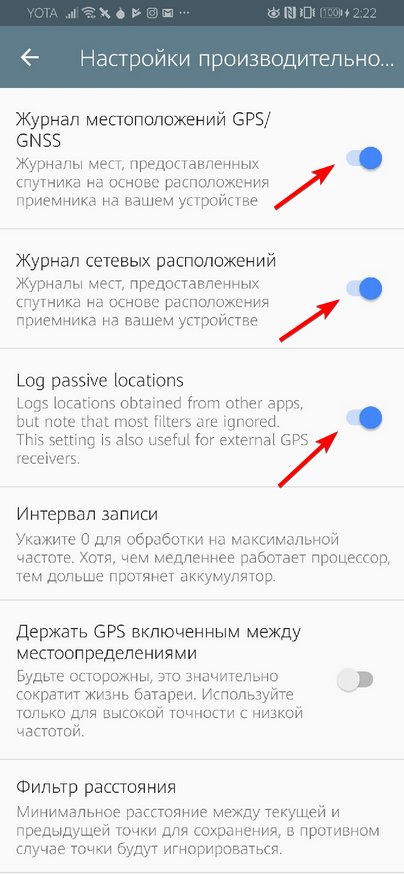 YOTA 100 2:22
Настройки производительно...
Журнал местоположений GPS/
GNSS
Журналы мест, предоставленных
спутника на основе расположения
приемника на вашем устройстве
Журнал сетевых расположений
Журналы мест, предоставленных
спутника на основе расположения
приемника на вашем устройстве
Log passive locations
Logs locations obtained from other apps,
but note that most filters are ignored.
This setting is also useful for external GPS
receivers.
Интервал записи
Укажите 0 для обработки на максимальной
частоте. Хотя, чем медленнее работает процессор,
тем дольше протянет аккумулятор.
Держать GPS включенным между
местоопределениями
Будьте осторожны, это значительно
сократит жизнь батареи. Используйте
только для высокой точности с низкой
частотой.
Фильтр расстояния
Минимальное расстояние между текущей и
предыдущей точки для сохранения, в противном
случае точки будут игнорироваться.